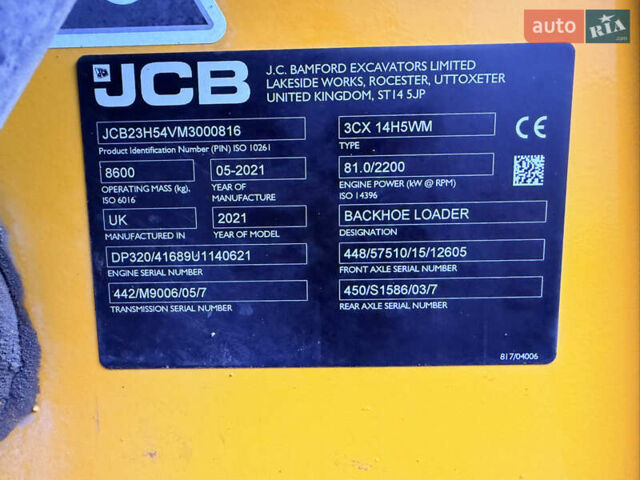 auto RIA.com
JCB
J.C. BAMFORD EXCAVATORS LIMITED
LAKESIDE WORKS, ROCESTER, UTTOXETER
UNITED KINGDOM, ST14 5JP
JCB23H54VM3000816
Product Identification Number (PIN) ISO 10261
3CX 14H5WM
TYPE
CE
8600
OPERATING MASS (kg),
ISO 6016
05-2021
YEAR OF
MANUFACTURE
81.0/2200
ENGINE POWER (kW @ RPM)
ISO 14396
UK
MANUFACTURED IN
2021
YEAR OF MODEL
BACKHOE LOADER
DESIGNATION
DP320/41689U1140621
ENGINE SERIAL NUMBER
448/57510/15/12605
FRONT AXLE SERIAL NUMBER
442/M9006/05/7
TRANSMISSION SERIAL NUMBER
450/S1586/03/7
REAR AXLE SERIAL NUMBER
817/04006